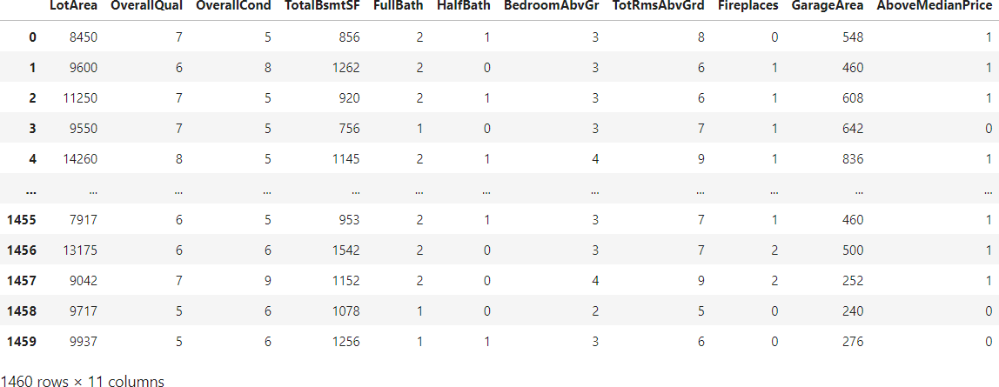 LotArea OverallQual OverallCond TotalBsmtSF FullBath HalfBath BedroomAbvGr TotRmsAbvGrd Fireplaces GarageArea AboveMedianPrice
0 8450 7 5 856 2 1 3 8 0 548 1
1 9600 6 8 1262 2 0 3 6 1 460 1
2 11250 7 5 920 2 1 3 6 1 608 1
3 9550 7 5 756 1 0 3 7 1 642 0
4 14260 8 5 1145 2 1 4 9 1 836 1
... ... ... ... ... ... ... ... ... ... ... ...
1455 7917 6 5 953 2 1 3 7 1 460 1
1456 13175 6 6 1542 2 0 3 7 2 500 1
1457 9042 7 9 1152 2 0 4 9 2 252 1
1458 9717 5 6 1078 1 0 2 5 0 240 0
1459 9937 5 6 1256 1 1 3 6 0 276 0
1460 rows × 11 columns